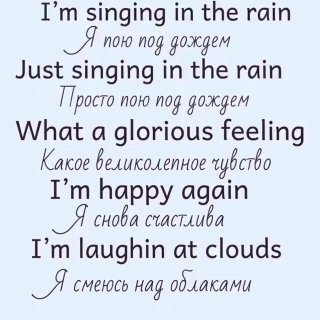 I'm singing in the rain
Я пою под дождем
Just singing in the rain
Просто пою под дождем
What a glorious feeling
Какое великолепное чувство
I'm happy again
Я снова счастлива
I'm laughin at clouds
Я смеюсь над облаками